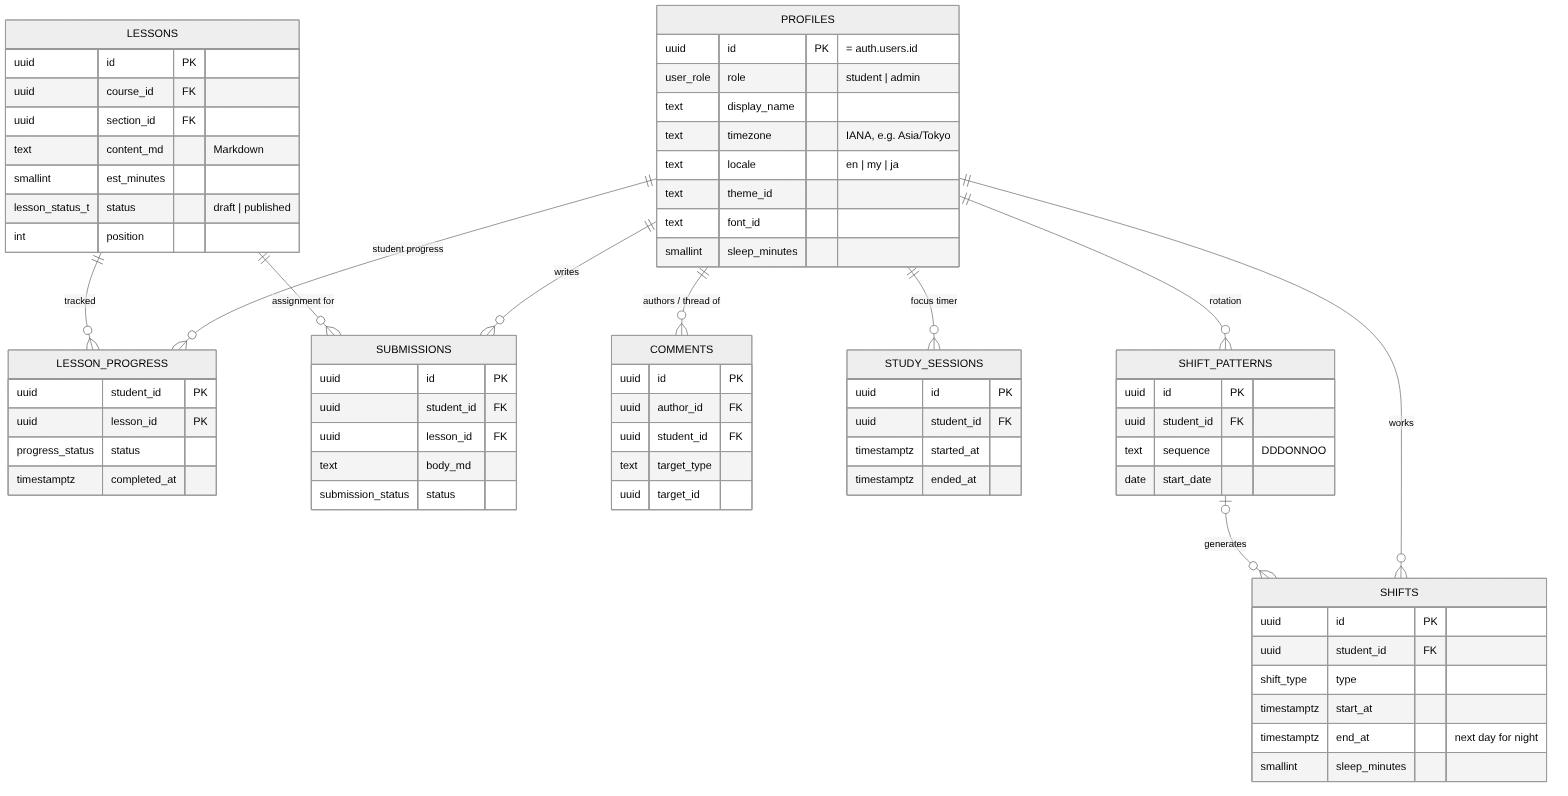 LESSONS
uuid id PK
uuid course_id FK
uuid section_id FK
text content_md Markdown
smallint est_minutes
lesson_status_t status draft | published
int position
PROFILES
uuid id PK = auth.users.id
user_role role student | admin
text display_name
text timezone IANA, e.g. Asia/Tokyo
text locale en | my | ja
text theme_id
text font_id
smallint sleep_minutes
student progress
writes
tracked
assignment for
authors / thread of
focus timer
rotation
works
LESSON_PROGRESS
uuid student_id PK
uuid lesson_id PK
progress_status status
timestamptz completed_at
SUBMISSIONS
uuid id PK
uuid student_id FK
uuid lesson_id FK
text body_md
submission_status status
COMMENTS
uuid id PK
uuid author_id FK
uuid student_id FK
text target_type
uuid target_id
STUDY_SESSIONS
uuid id PK
uuid student_id FK
timestamptz started_at
timestamptz ended_at
SHIFT_PATTERNS
uuid id PK
uuid student_id FK
text sequence DDDONNOO
date start_date
generates
SHIFTS
uuid id PK
uuid student_id FK
shift_type type
timestamptz start_at
timestamptz end_at next day for night
smallint sleep_minutes